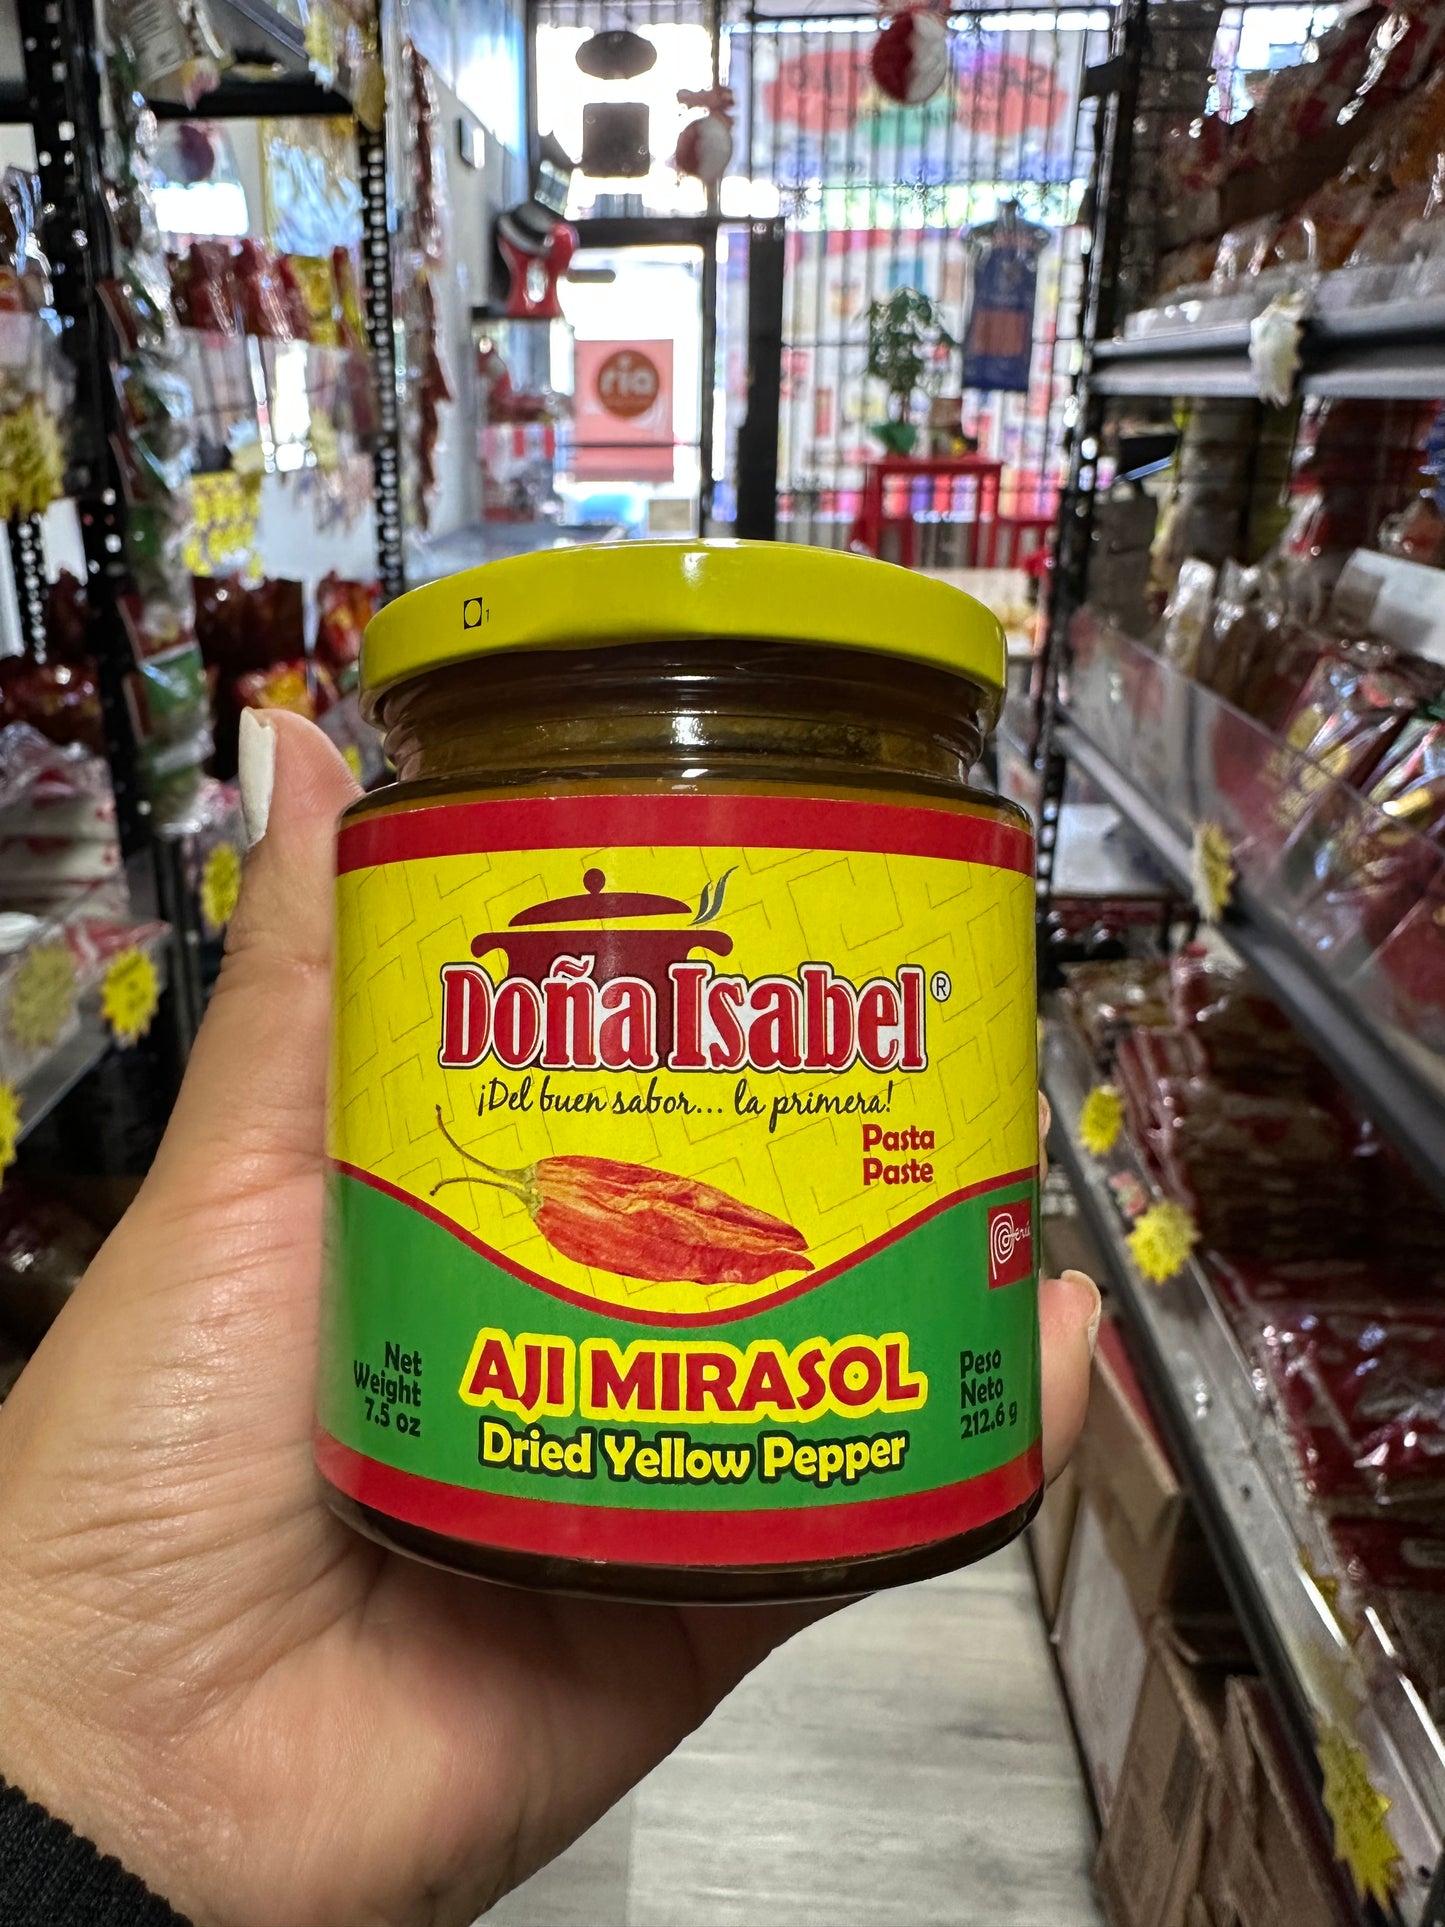 ria
Doña Isabel®
¡Del buen sabor... la primera!
Pasta
Paste
Perú
AJI MIRASOL
Dried Yellow Pepper
Net
Weight
7.5 oz
Peso
Neto
212.6 g